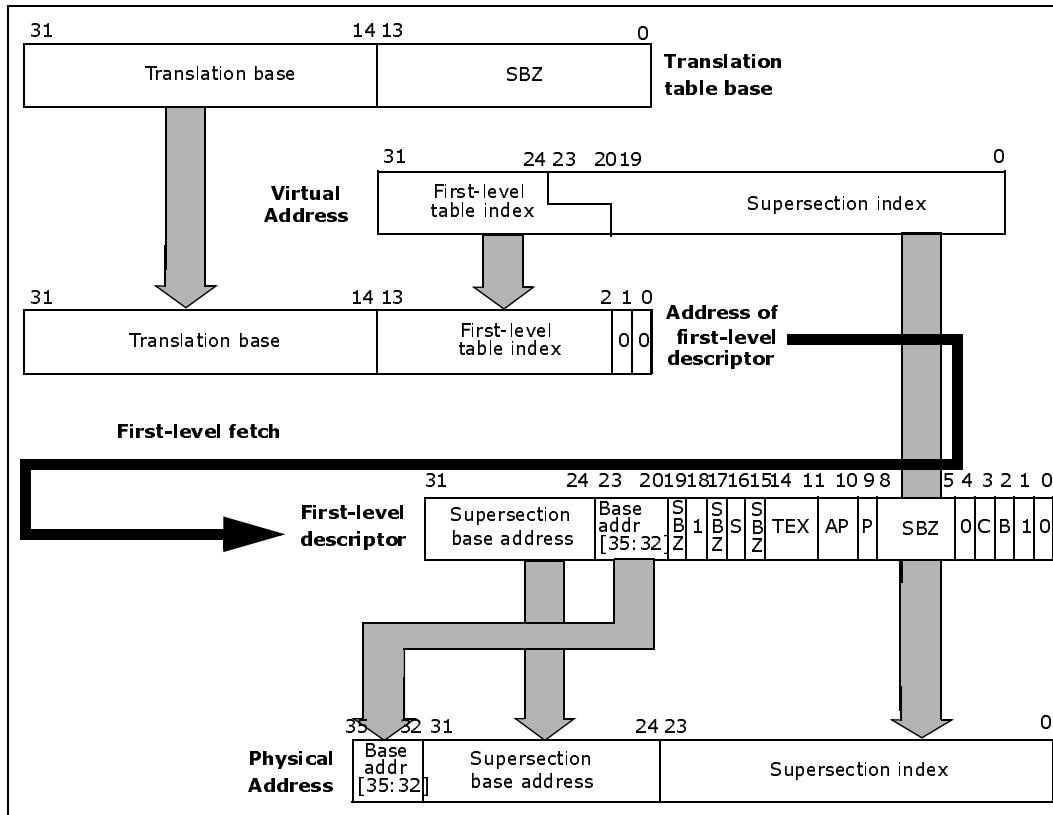 31 14 13 0
Translation base SBZ
Translation
table base
31 24 23 20 19 0
Virtual
Address
First-level
table index
Supersection index
31 14 13 2 1 0
Translation base
First-level
table index
0 0
Address of
first-level
descriptor
First-level fetch
31 24 23 20 19 18 17 16 15 14 11 10 9 8 5 4 3 2 1 0
First-level
descriptor
Supersection
base address
Base
addr
[35:32]
SBZ 1 SBZ S SBZ TEX AP P SBZ 0 C B 1 0
35 32 31 24 23 0
Physical
Address
Base
addr
[35:32]
Supersection
base address
Supersection index